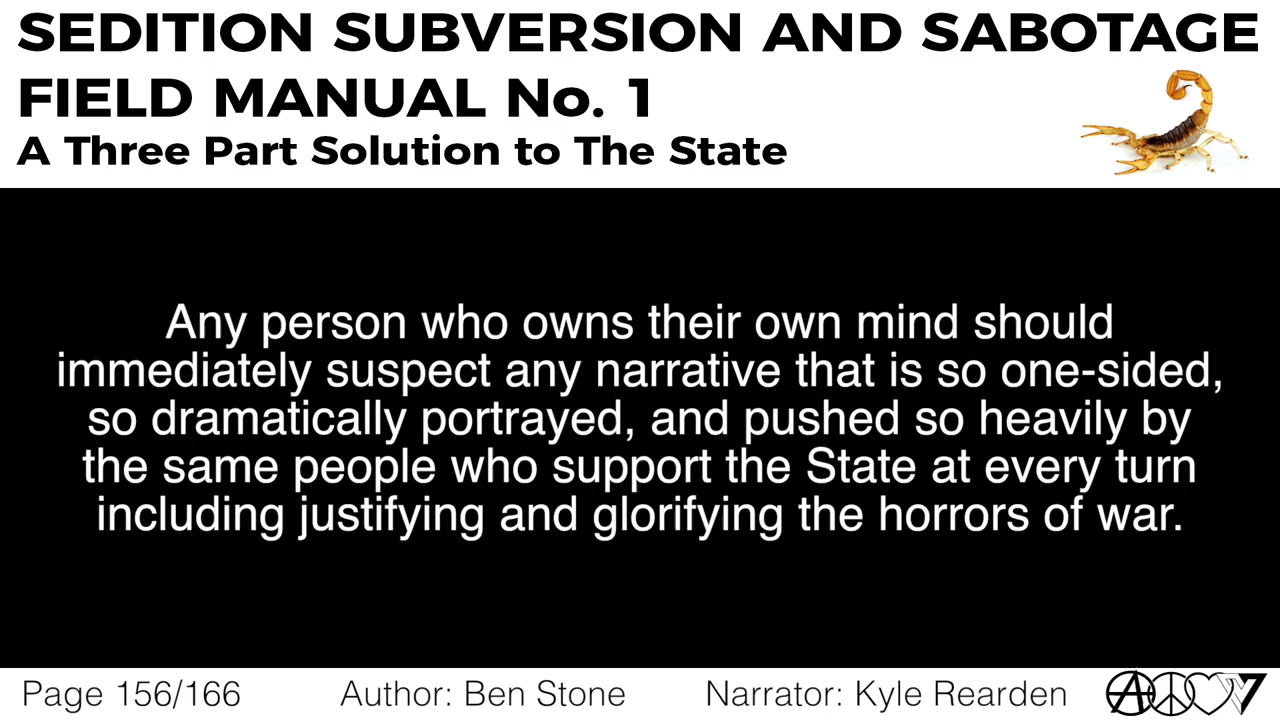 SEDITION SUBVERSION AND SABOTAGE
FIELD MANUAL No. 1
A Three Part Solution to The State
Any person who owns their own mind should
immediately suspect any narrative that is so one-sided,
so dramatically portrayed, and pushed so heavily by
the same people who support the State at every turn
including justifying and glorifying the horrors of war.
Page 156/166 Author: Ben Stone Narrator: Kyle Rearden